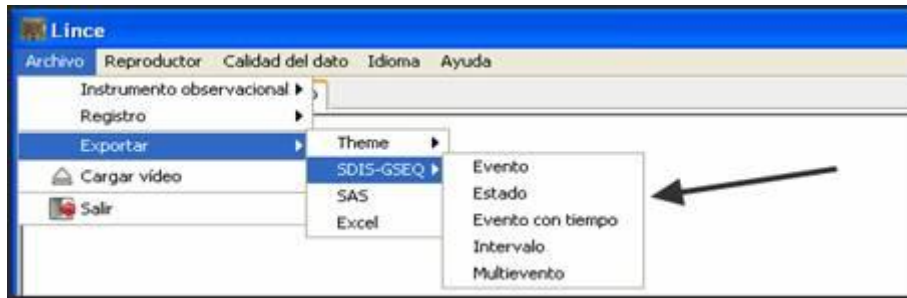 Lince
Archivo Reproductor Calidad del dato Idioma Ayuda
Instrumento observacional
Registro
Exportar
Cargar vídeo
Salir
Theme
SDIS-GSEQ
SAS
Excel
Evento
Estado
Evento con tiempo
Intervalo
Multievento